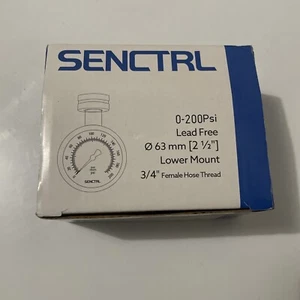 SENCTRL
0-200Psi
Lead Free
Ø 63 mm [2 ½"]
Lower Mount
3/4" Female Hose Thread
SENCTRL